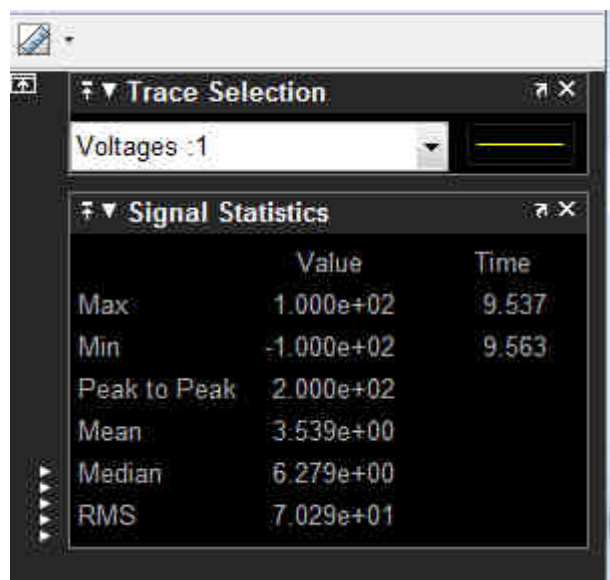 Trace Selection
Voltages :1
Signal Statistics
Value Time
Max 1.000e+02 9.537
Min -1.000e+02 9.563
Peak to Peak 2.000e+02
Mean 3.539e+00
Median 6.279e+00
RMS 7.029e+01